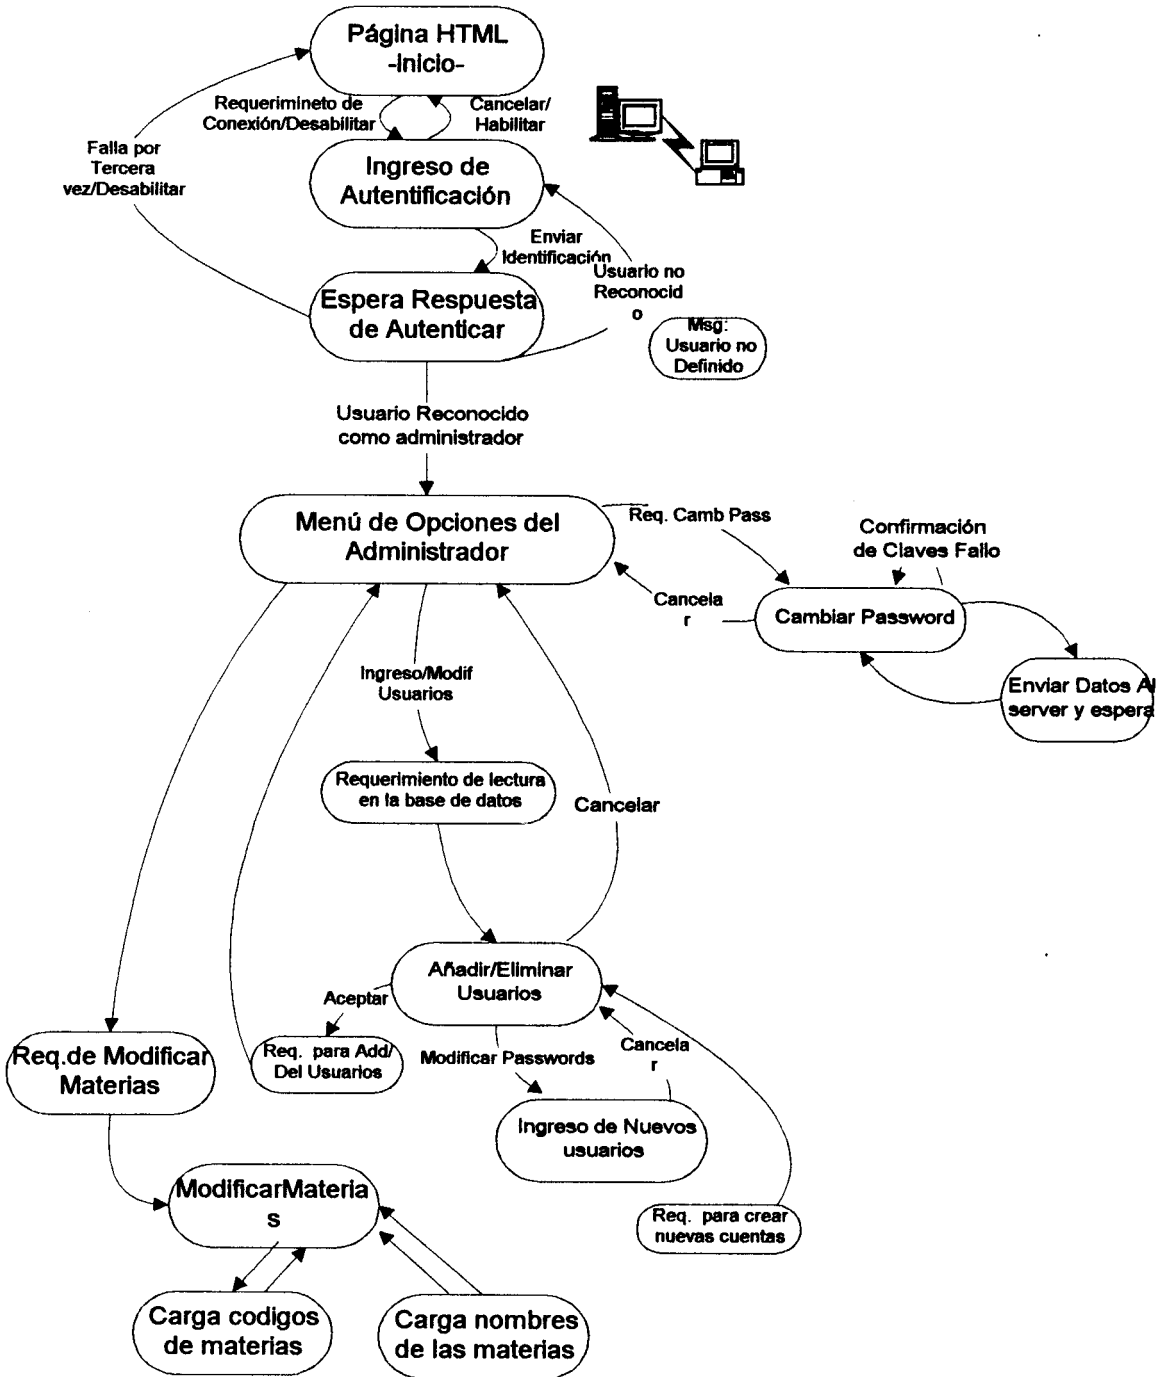 Página HTML
-inicio-
Requerimineto de
Conexión/Desabilitar
Cancelar/
Habilitar
Falla por
Tercera
vez/Desabilitar
Ingreso de
Autentificación
Enviar
Identificación
Usuario no
Reconocid
o
Espera Respuesta
de Autenticar
Msg:
Usuario no
Definido
Usuario Reconocido
como administrador
Menú de Opciones del
Administrador
Req. Camb Pass
Confirmación
de Claves Fallo
Cancela
r
Cambiar Password
Enviar Datos Al
server y espera
Ingreso/Modif
Usuarios
Requerimiento de lectura
en la base de datos
Cancelar
Añadir/Eliminar
Usuarios
Aceptar
Req. para Add/
Del Usuarios
Modificar Passwords
Cancela
r
Req.de Modificar
Materias
Ingreso de Nuevos
usuarios
ModificarMateria
s
Req. para crear
nuevas cuentas
Carga codigos
de materias
Carga nombres
de las materias